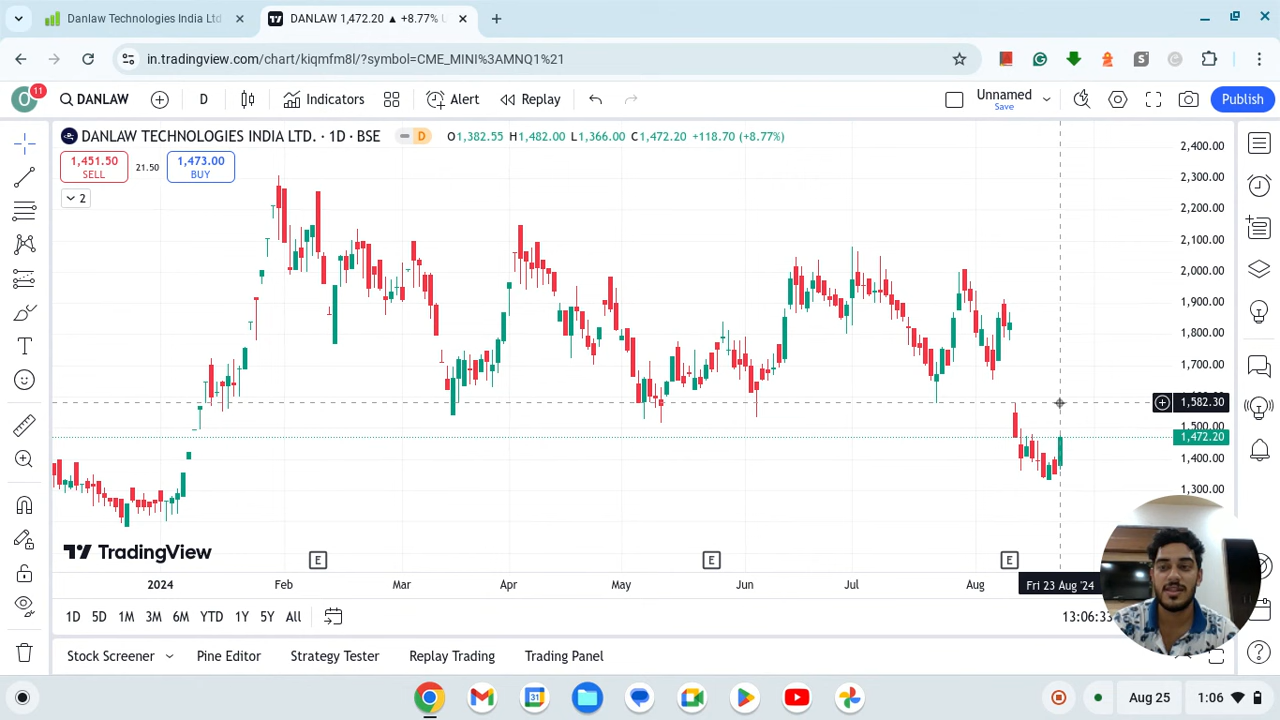 Danlaw Technologies India Ltd
DANLAW 1,472.20 ▲ +8.77% U
in.tradingview.com/chart/kiqmfm8l/?symbol=CME_MINI%3AMNQ1%21
O
11
DANLAW
D
Indicators
Alert
Replay
Unnamed
Save
Publish
DANLAW TECHNOLOGIES INDIA LTD. · 1D · BSE
D
O1,382.55 H1,482.00 L1,366.00 C1,472.20 +118.70 (+8.77%)
1,451.50
SELL
21.50
1,473.00
BUY
2
2,400.00
2,300.00
2,200.00
2,100.00
2,000.00
1,900.00
1,800.00
1,700.00
1,582.30
1,500.00
1,472.20
1,400.00
1,300.00
TradingView
E
E
E
2024
Feb
Mar
Apr
May
Jun
Jul
Aug
Fri 23 Aug '24
1D
5D
1M
3M
6M
YTD
1Y
5Y
All
13:06:33
Stock Screener
Pine Editor
Strategy Tester
Replay Trading
Trading Panel
31
Aug 25
1:06